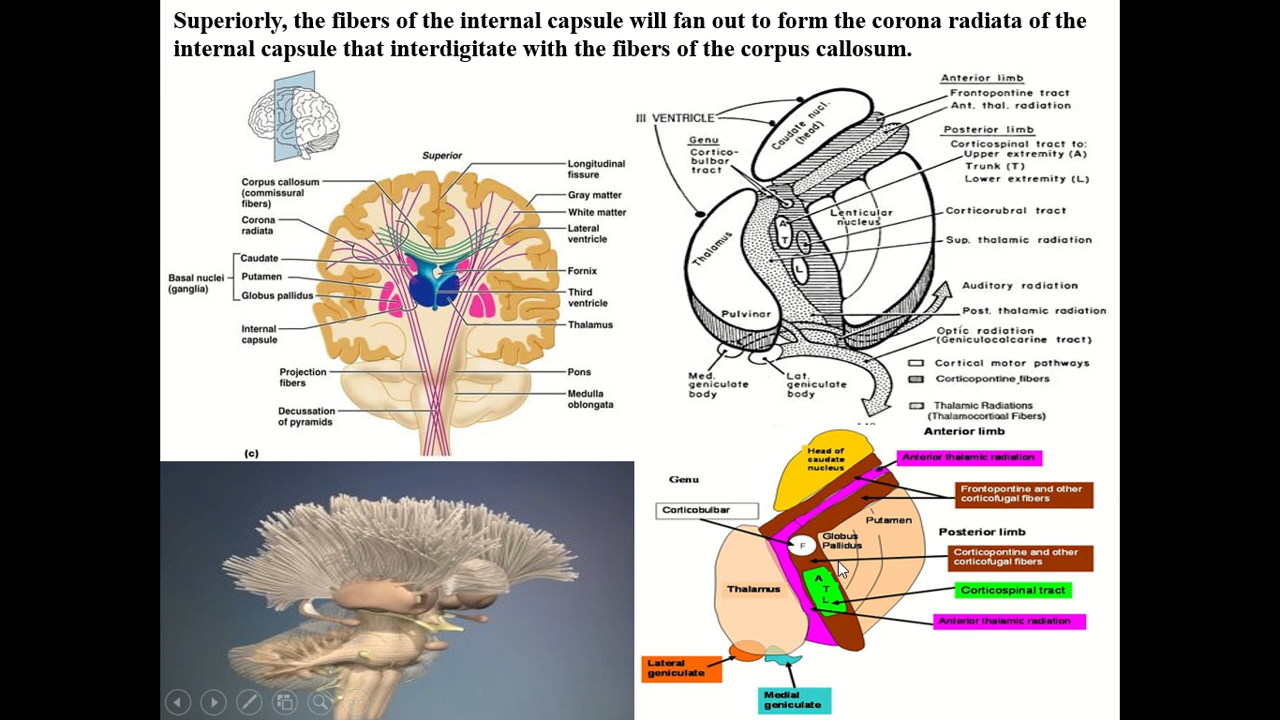 Superiorly, the fibers of the internal capsule will fan out to form the corona radiata of the
internal capsule that interdigitate with the fibers of the corpus callosum.
Superior
Longitudinal
fissure
Corpus callosum
(commissural
fibers)
Gray matter
Corona
radiata
White matter
Lateral
ventricle
Caudate
Basal nuclei
(ganglia)
Putamen
Fornix
Globus pallidus
Third
ventricle
Internal
capsule
Thalamus
Projection
fibers
Pons
Decussation
of pyramids
Medulla
oblongata
(c)
III VENTRICLE
Genu
Cortico-
bulbar
tract
Caudate nucl.
(head)
Anterior limb
Frontopontine tract
Ant. thal. radiation
Posterior limb
Corticospinal tract to:
Upper extremity (A)
Trunk (T)
Lower extremity (L)
Lenticular
nucleus
Corticorubral tract
A
T
L
Sup. thalamic radiation
Thalamus
Auditory radiation
Pulvinar
Post. thalamic radiation
Optic radiation
(Geniculocalcarine tract)
Med.
geniculate
body
Lat.
geniculate
body
Cortical motor pathways
Corticopontine fibers
Thalamic Radiations
(Thalamocortical Fibers)
Anterior limb
Head of
caudate
nucleus
Anterior thalamic radiation
Genu
Frontopontine and other
corticofugal fibers
Corticobulbar
Putamen
Posterior limb
F
Globus
Pallidus
Corticopontine and other
corticofugal fibers
Thalamus
A
T
L
Corticospinal tract
Anterior thalamic radiation
Lateral
geniculate
Medial
geniculate